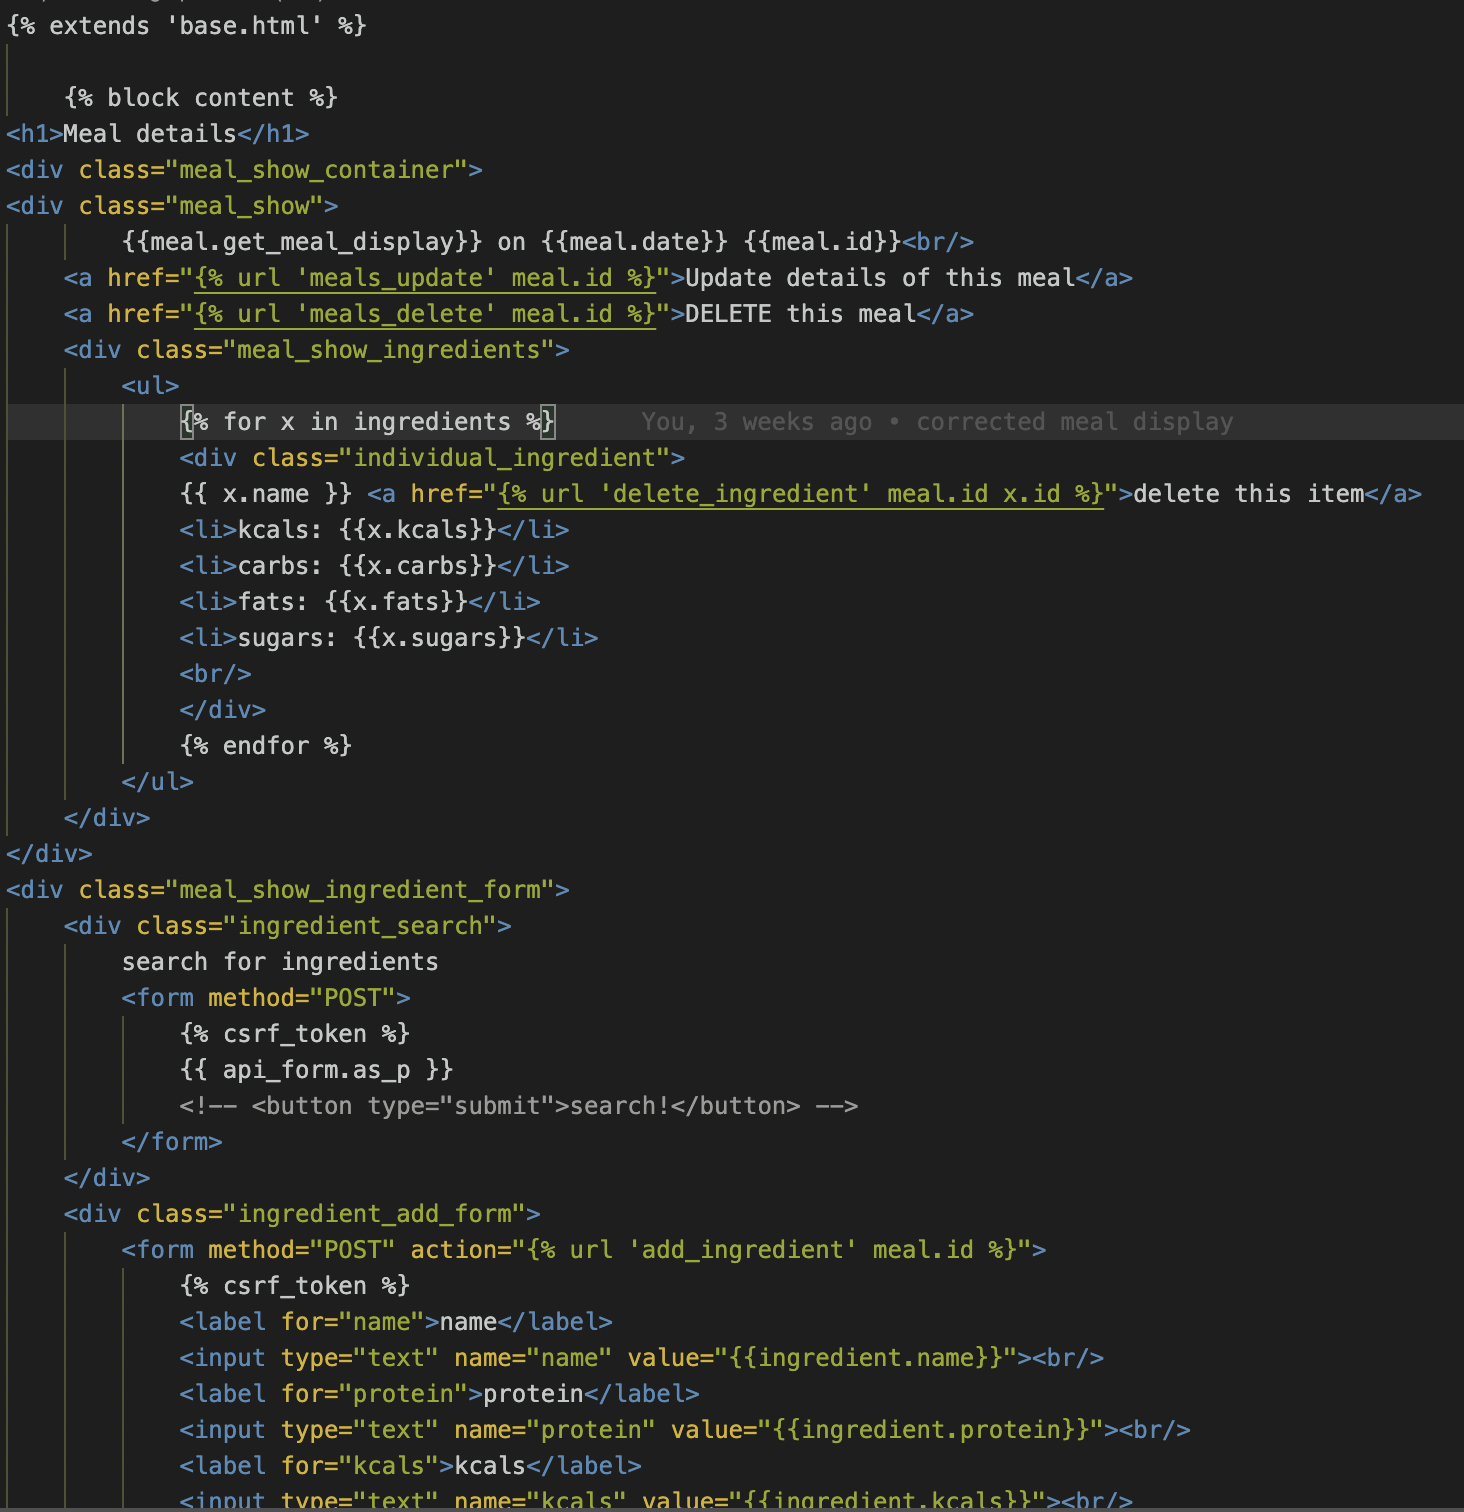 {% extends 'base.html' %}
{% block content %}
<h1>Meal details</h1>
<div class="meal_show_container">
<div class="meal_show">
{{meal.get_meal_display}} on {{meal.date}} {{meal.id}}<br/>
<a href="{% url 'meals_update' meal.id %}">Update details of this meal</a>
<a href="{% url 'meals_delete' meal.id %}">DELETE this meal</a>
<div class="meal_show_ingredients">
<ul>
{% for x in ingredients %} You, 3 weeks ago • corrected meal display
<div class="individual_ingredient">
{{ x.name }} <a href="{% url 'delete_ingredient' meal.id x.id %}">delete this item</a>
<li>kcals: {{x.kcals}}</li>
<li>carbs: {{x.carbs}}</li>
<li>fats: {{x.fats}}</li>
<li>sugars: {{x.sugars}}</li>
<br/>
</div>
{% endfor %}
</ul>
</div>
</div>
<div class="meal_show_ingredient_form">
<div class="ingredient_search">
search for ingredients
<form method="POST">
{% csrf_token %}
{{ api_form.as_p }}
<!-- <button type="submit">search!</button> -->
</form>
</div>
<div class="ingredient_add_form">
<form method="POST" action="{% url 'add_ingredient' meal.id %}">
{% csrf_token %}
<label for="name">name</label>
<input type="text" name="name" value="{{ingredient.name}}"><br/>
<label for="protein">protein</label>
<input type="text" name="protein" value="{{ingredient.protein}}"><br/>
<label for="kcals">kcals</label>
<input type="text" name="kcals" value="{{ingredient.kcals}}"><br/>